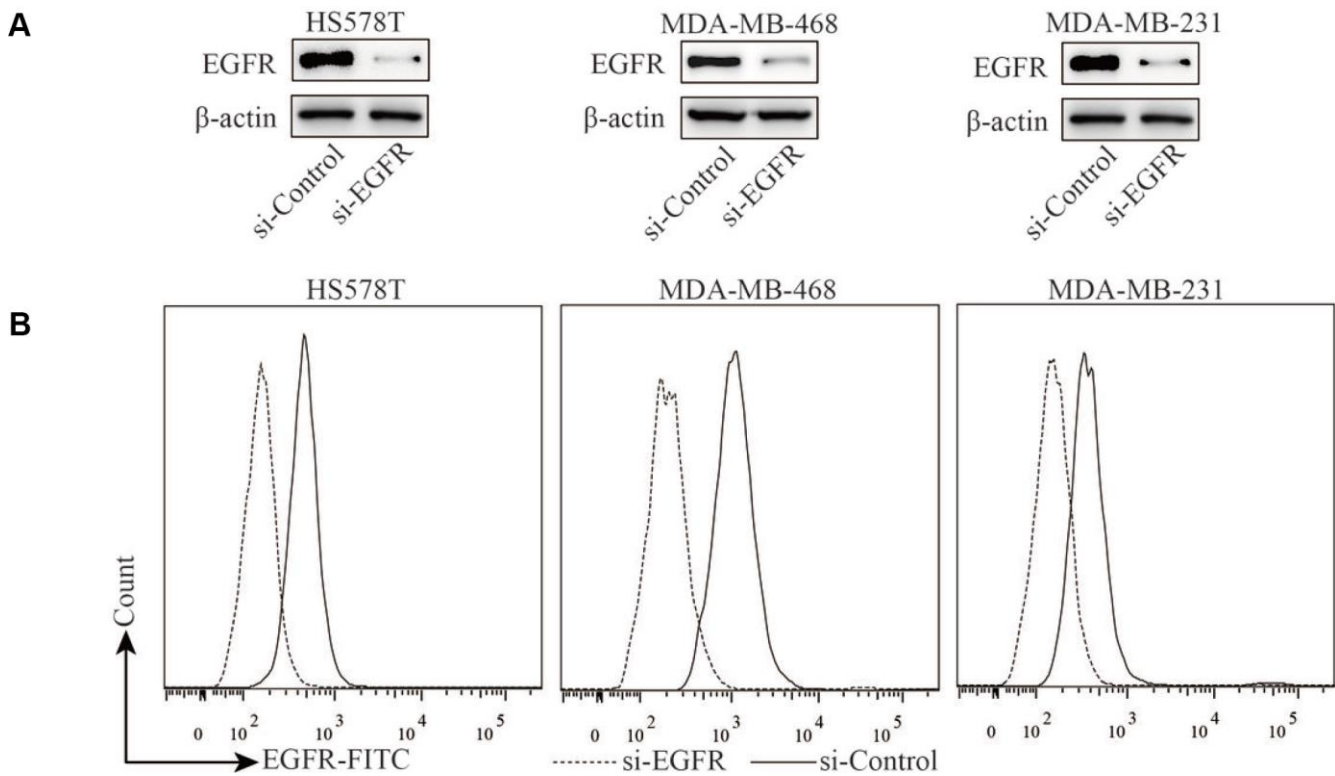 A
HS578T
MDA-MB-468
MDA-MB-231
EGFR
EGFR
EGFR
β-actin
β-actin
β-actin
si-Control
si-EGFR
si-Control
si-EGFR
si-Control
si-EGFR
B
HS578T
MDA-MB-468
MDA-MB-231
Count
0 10² 10³ 10⁴ 10⁵
0 10² 10³ 10⁴ 10⁵
0 10² 10³ 10⁴ 10⁵
EGFR-FITC
si-EGFR
si-Control